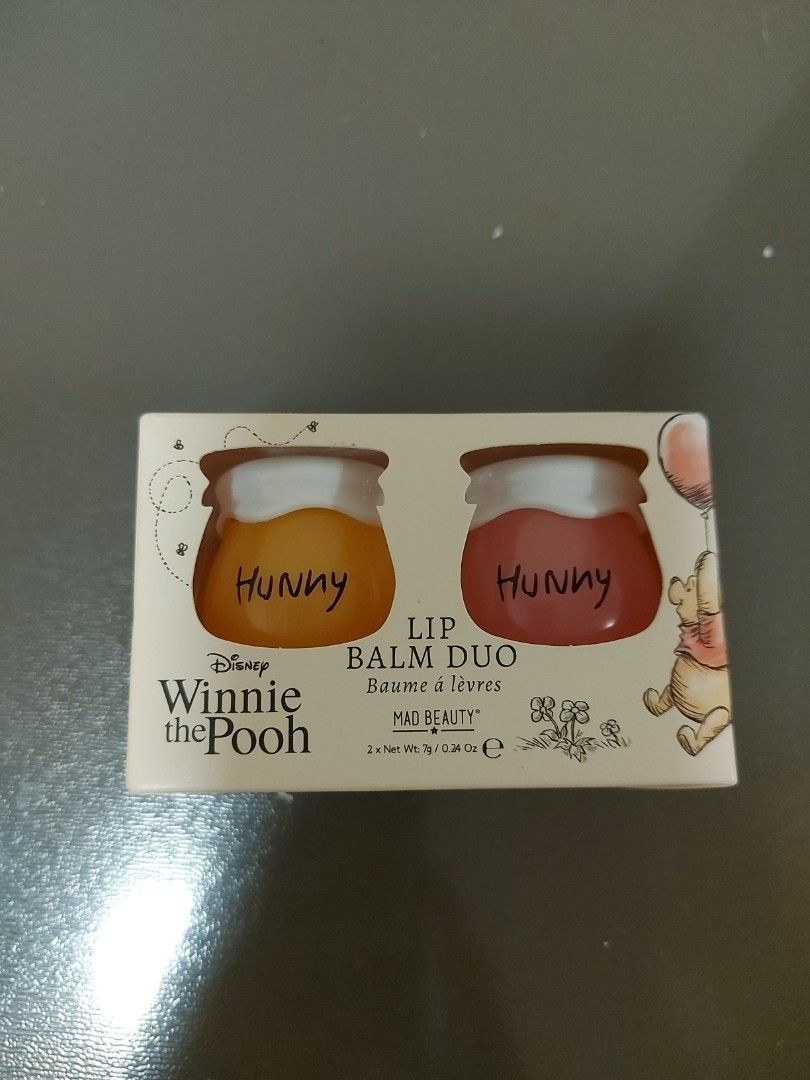 HUNNY
HUNNY
LIP
BALM DUO
Baume á lèvres
DISNEY
Winnie
the Pooh
MAD BEAUTY®
2 x Net Wt: 7g / 0.24 Oz ℮